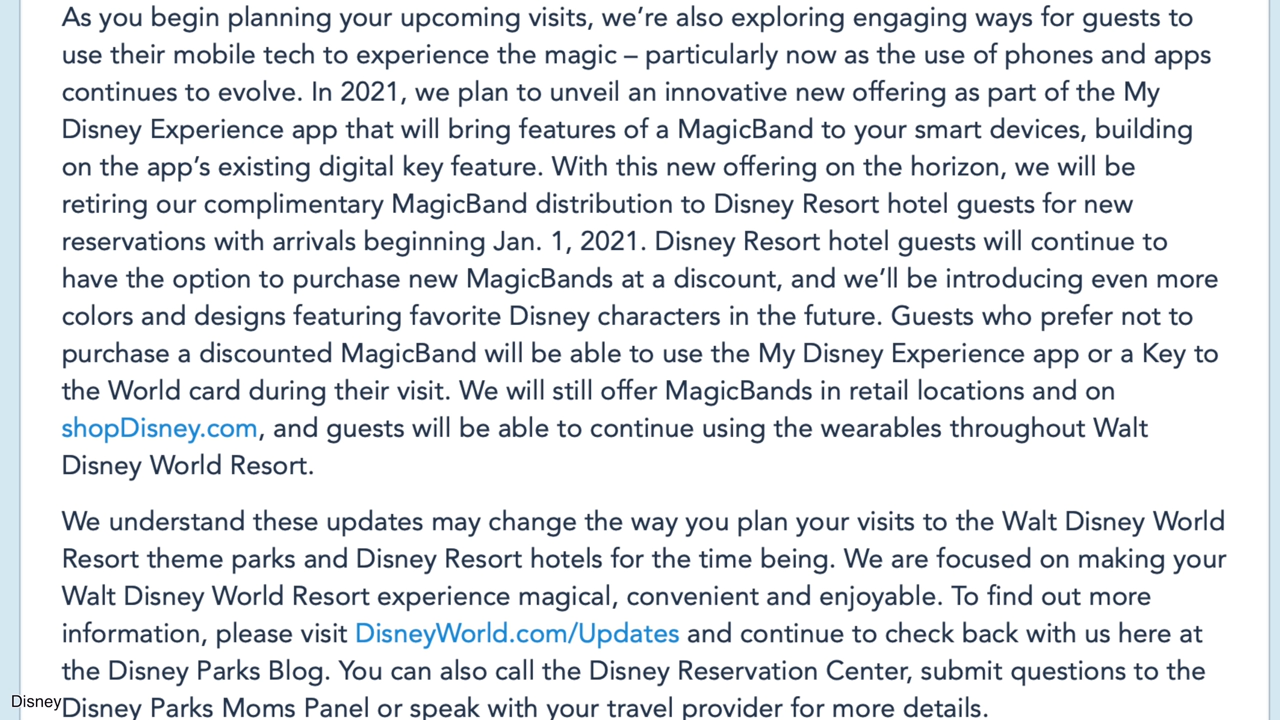 As you begin planning your upcoming visits, we’re also exploring engaging ways for guests to
use their mobile tech to experience the magic – particularly now as the use of phones and apps
continues to evolve. In 2021, we plan to unveil an innovative new offering as part of the My
Disney Experience app that will bring features of a MagicBand to your smart devices, building
on the app’s existing digital key feature. With this new offering on the horizon, we will be
retiring our complimentary MagicBand distribution to Disney Resort hotel guests for new
reservations with arrivals beginning Jan. 1, 2021. Disney Resort hotel guests will continue to
have the option to purchase new MagicBands at a discount, and we’ll be introducing even more
colors and designs featuring favorite Disney characters in the future. Guests who prefer not to
purchase a discounted MagicBand will be able to use the My Disney Experience app or a Key to
the World card during their visit. We will still offer MagicBands in retail locations and on
shopDisney.com, and guests will be able to continue using the wearables throughout Walt
Disney World Resort.
We understand these updates may change the way you plan your visits to the Walt Disney World
Resort theme parks and Disney Resort hotels for the time being. We are focused on making your
Walt Disney World Resort experience magical, convenient and enjoyable. To find out more
information, please visit DisneyWorld.com/Updates and continue to check back with us here at
the Disney Parks Blog. You can also call the Disney Reservation Center, submit questions to the
Disney Parks Moms Panel or speak with your travel provider for more details.
Disney